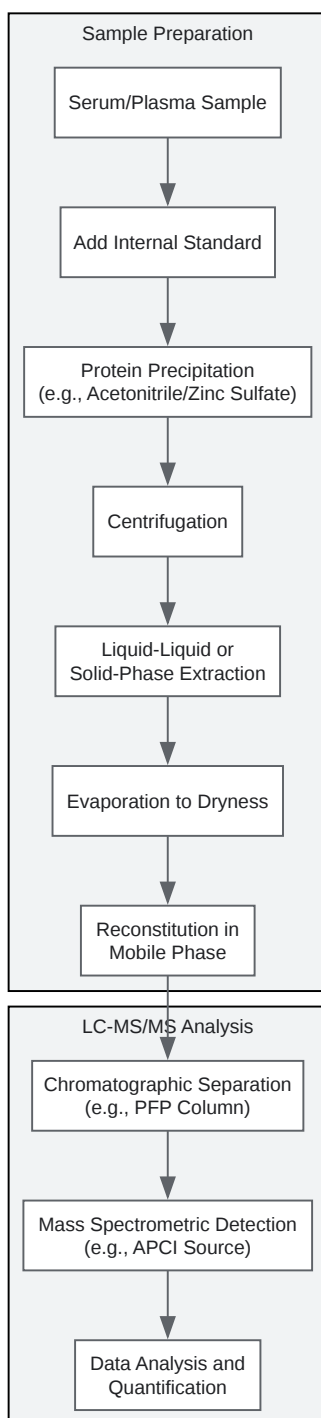 Sample Preparation
Serum/Plasma Sample
Add Internal Standard
Protein Precipitation
(e.g., Acetonitrile/Zinc Sulfate)
Centrifugation
Liquid-Liquid or
Solid-Phase Extraction
Evaporation to Dryness
Reconstitution in
Mobile Phase
LC-MS/MS Analysis
Chromatographic Separation
(e.g., PFP Column)
Mass Spectrometric Detection
(e.g., APCI Source)
Data Analysis and
Quantification